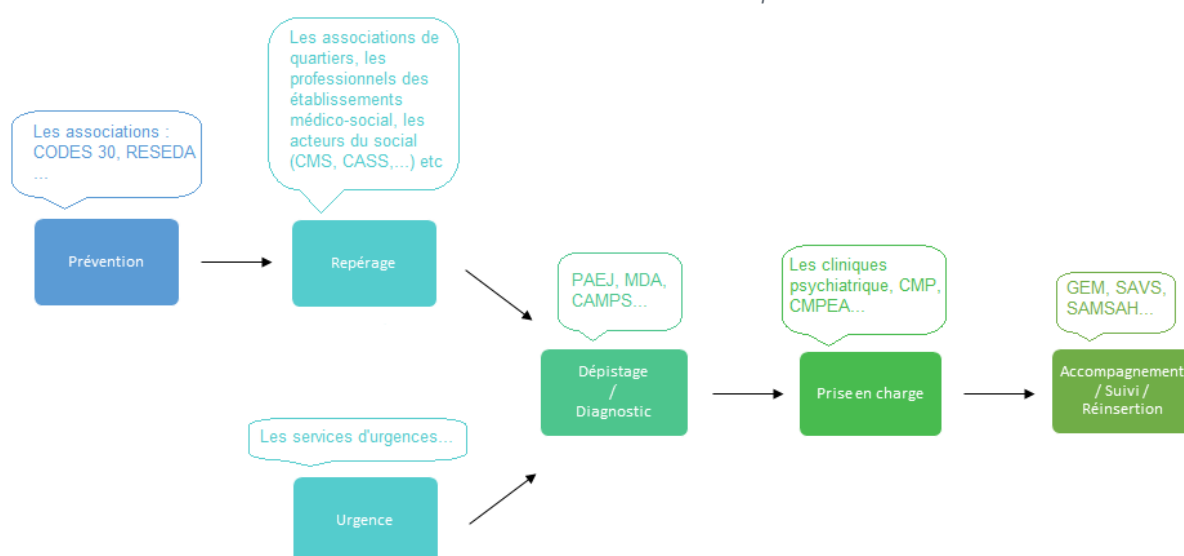 Les associations de
quartiers, les
professionnels des
établissements
médico-social, les
acteurs du social
(CMS, CASS,...) etc
Les associations :
CODES 30, RESEDA
...
Prévention
Repérage
PAEJ, MDA,
CAMPS...
Les cliniques
psychiatrique, CMP,
CMPEA...
GEM, SAVS,
SAMSAH...
Dépistage
/
Diagnostic
Prise en charge
Accompagnement
/ Suivi /
Réinsertion
Les services d'urgences...
Urgence